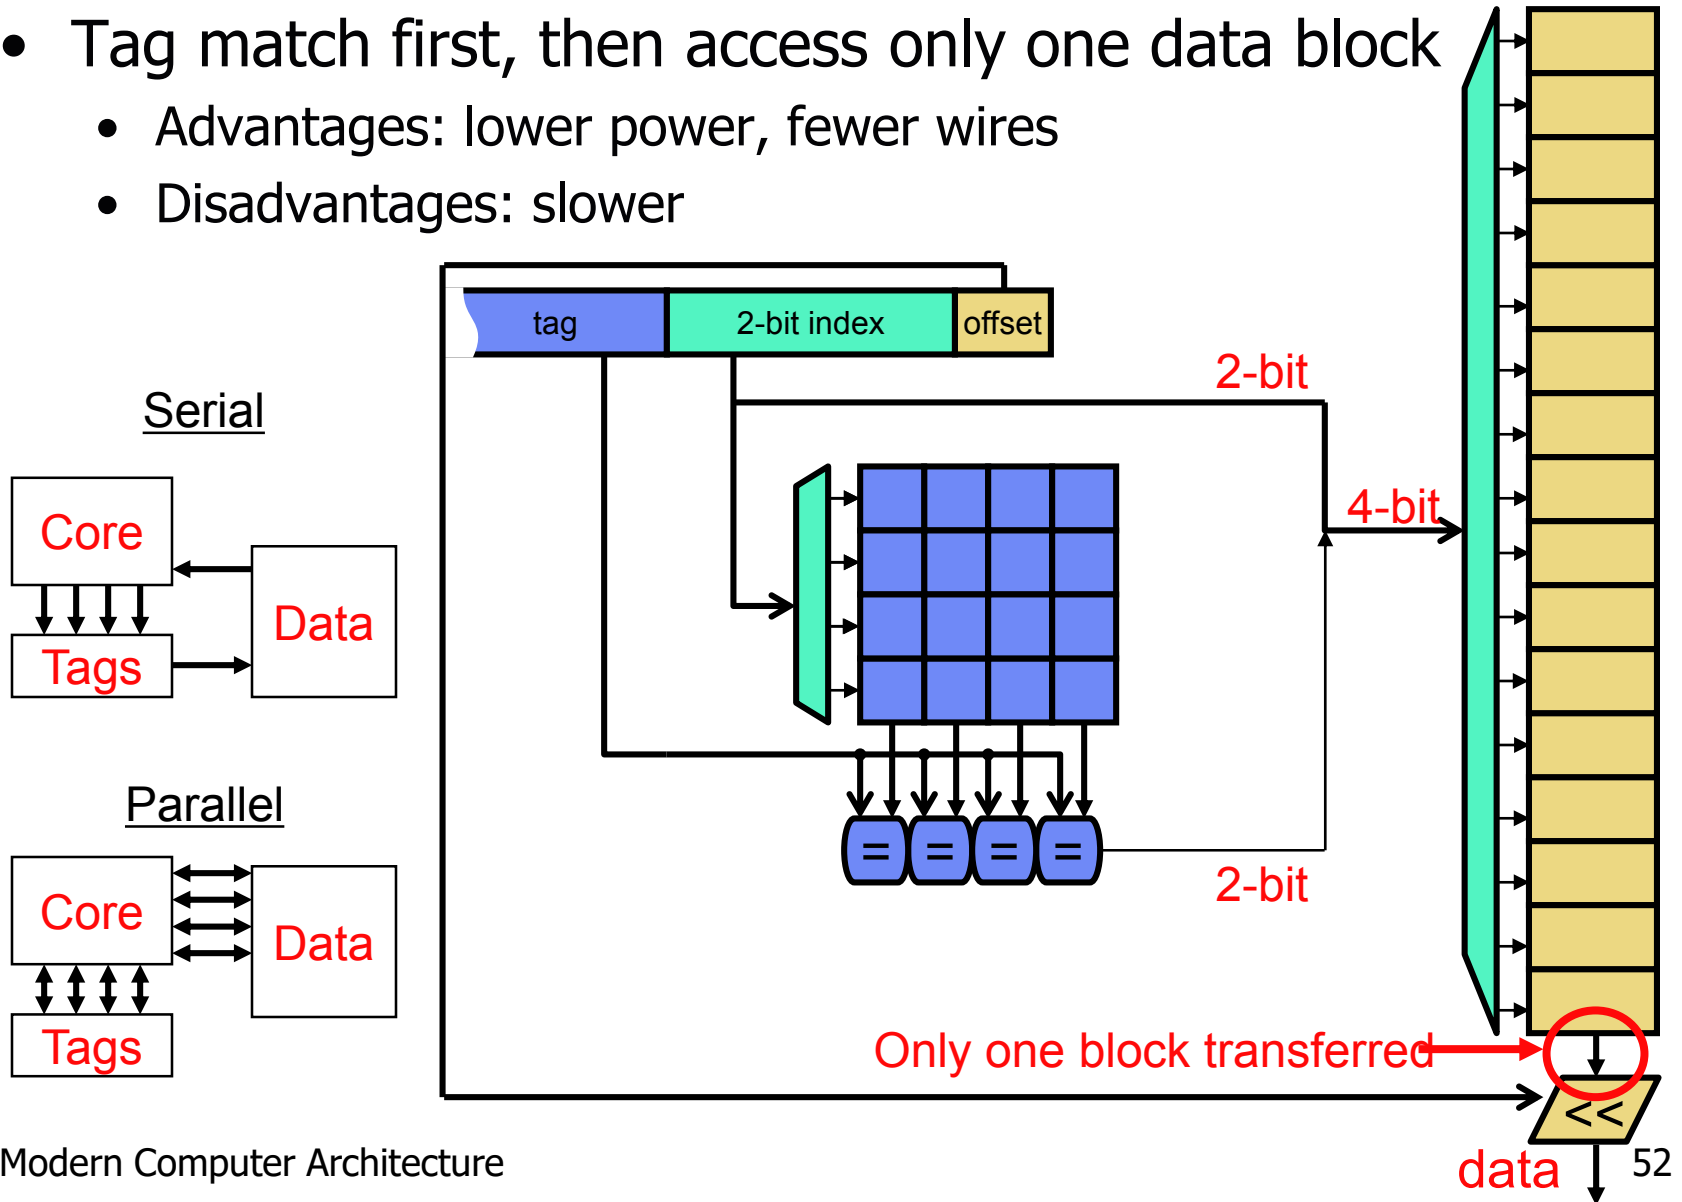 • Tag match first, then access only one data block
• Advantages: lower power, fewer wires
• Disadvantages: slower
tag
2-bit index
offset
2-bit
Serial
4-bit
Core
Data
Tags
Parallel
= = = =
2-bit
Core
Data
Tags
Only one block transferred
<<
data
Modern Computer Architecture
52